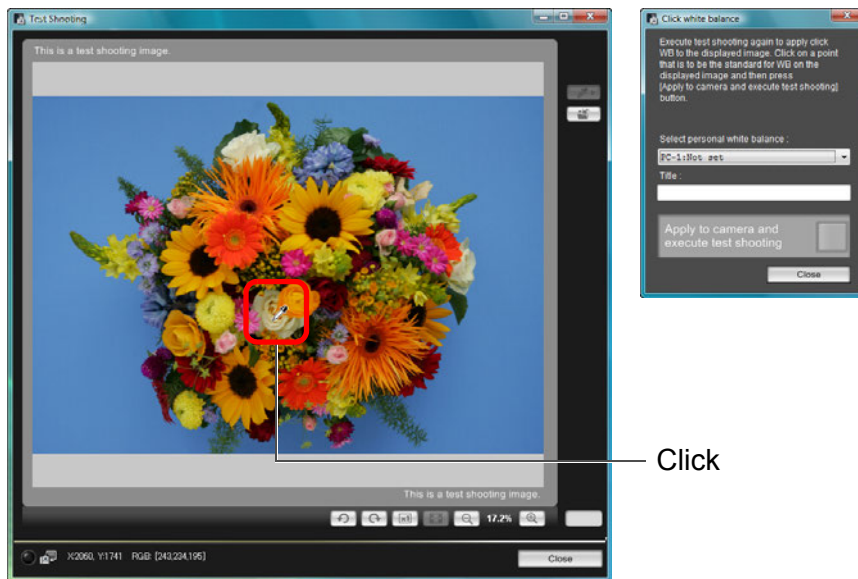 Test Shooting
This is a test shooting image.
This is a test shooting image.
17.2%
X:2060, Y:1741 RGB: [243,234,195]
Close
Click white balance
Execute test shooting again to apply click
WB to the displayed image. Click on a point
that is to be the standard for WB on the
displayed image and then press
[Apply to camera and execute test shooting]
button.
Select personal white balance :
PC-1:Not set
Title :
Apply to camera and
execute test shooting
Close
Click